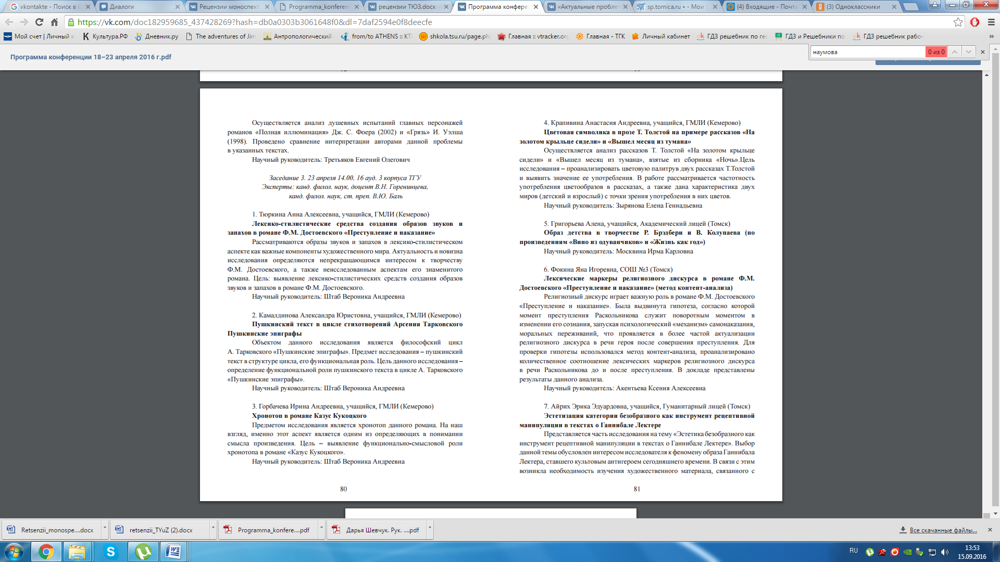 vkontakte - Поиск в G
Диалоги
Рецензии моноспект
Programma_konferen
рецензии ТЮЗ.docx
Программа конферен
«Актуальные пробле
sp.tomica.ru • - Мои з
(4) Входящие - Почта
(3) Одноклассники
https://vk.com/doc182959685_437428269?hash=db0a0303b3061648f0&dl=7daf2594e0f8deecfe
Мой счет | Личный к
Культура.РФ
Дневник.ру
The adventures of Jim
Антропологический
from/to ATHENS :: KT
shkola.tsu.ru/page.ph
Главная :: vtracker.org
Главная - ТГК
Личный кабинет
ГДЗ решебник по гео
ГДЗ и Решебники по
ГДЗ решебник рабоч
Программа конференции 18–23 апреля 2016 г.pdf
наумова
0 из 0
Осуществляется анализ душевных испытаний главных персонажей
романов «Полная иллюминация» Дж. С. Фоера (2002) и «Грязь» И. Уэлша
(1998). Проведено сравнение интерпретации авторами данной проблемы
в указанных текстах.
Научный руководитель: Третьяков Евгений Олегович
Заседание 3. 23 апреля 14.00, 16 ауд. 3 корпуса ТГУ
Эксперты: канд. филол. наук, доцент В.Н. Горенинцева,
канд. филол. наук, ст. преп. В.Ю. Баль
1. Тюркина Анна Алексеевна, учащийся, ГМЛИ (Кемерово)
Лексико-стилистические средства создания образов звуков и
запахов в романе Ф.М. Достоевского «Преступление и наказание»
Рассматриваются образы звуков и запахов в лексико-стилистическом
аспекте как важные компоненты художественного мира. Актуальность и новизна
исследования определяются непрекращающимся интересом к творчеству
Ф.М. Достоевского, а также неисследованным аспектам его знаменитого
романа. Цель: выявление лексико-стилистических средств создания образов
звуков и запахов в романе Ф.М. Достоевского.
Научный руководитель: Штаб Вероника Андреевна
2. Камалдинова Александра Юристовна, учащийся, ГМЛИ (Кемерово)
Пушкинский текст в цикле стихотворений Арсения Тарковского
Пушкинские эпиграфы
Объектом данного исследования является философский цикл
А. Тарковского «Пушкинские эпиграфы». Предмет исследования – пушкинский
текст в структуре цикла, его функциональная роль. Цель данного исследования –
определение функциональной роли пушкинского текста в цикле А. Тарковского
«Пушкинские эпиграфы».
Научный руководитель: Штаб Вероника Андреевна
3. Горбачева Ирина Андреевна, учащийся, ГМЛИ (Кемерово)
Хронотоп в романе Казус Кукоцкого
Предметом исследования является хронотоп данного романа. На наш
взгляд, именно этот аспект является одним из определяющих в понимании
смысла произведения. Цель – выявление функционально-смысловой роли
хронотопа в романе «Казус Кукоцкого».
Научный руководитель: Штаб Вероника Андреевна
80
4. Крапивина Анастасия Андреевна, учащийся, ГМЛИ (Кемерово)
Цветовая символика в прозе Т. Толстой на примере рассказов «На
золотом крыльце сидели» и «Вышел месяц из тумана»
Осуществляется анализ рассказов Т. Толстой «На золотом крыльце
сидели» и «Вышел месяц из тумана», взятые из сборника «Ночь».Цель
исследования – проанализировать цветовую палитрув двух рассказах Т.Толстой
и выявить значение ее употребления. В работе рассматривается частотность
употребления цветообразов в рассказах, а также дана характеристика двух
миров (детский и взрослый) с точки зрения употребления в них цветов.
Научный руководитель: Зырянова Елена Геннадьевна
5. Григорьева Алена, учащийся, Академический лицей (Томск)
Образ детства в творчестве Р. Брэдбери и В. Колупаева (по
произведениям «Вино из одуванчиков» и «Жизнь как год»)
Научный руководитель: Москвина Ирма Карловна
6. Фокина Яна Игоревна, СОШ №3 (Томск)
Лексические маркеры религиозного дискурса в романе Ф.М.
Достоевского «Преступление и наказание» (метод контент-анализа)
Религиозный дискурс играет важную роль в романе Ф.М. Достоевского
«Преступление и наказание». Была выдвинута гипотеза, согласно которой
момент преступления Раскольникова служит поворотным моментом в
изменении его сознания, запуская психологический «механизм» самонаказания,
моральных переживаний, что проявляется в более частой актуализации
религиозного дискурса в речи героя после совершения преступления. Для
проверки гипотезы использовался метод контент-анализа, проанализировано
количественное соотношение лексических маркеров религиозного дискурса
в речи Раскольникова до и после преступления. В докладе представлены
результаты данного анализа.
Научный руководитель: Акентьева Ксения Алексеевна
7. Айрих Эрика Эдуардовна, учащийся, Гуманитарный лицей (Томск)
Эстетизация категории безобразного как инструмент рецептивной
манипуляции в текстах о Ганнибале Лектере
Представляется часть исследования на тему «Эстетика безобразного как
инструмент рецептивной манипуляции в текстах о Ганнибале Лектере». Выбор
данной темы обусловлен интересом исследователя к феномену образа Ганнибала
Лектера, ставшего культовым антигероем сегодняшнего времени. В связи с этим
возникла необходимость изучения художественного материала, связанного с
81
Retsenzii_monospe....docx
retsenzii_TYuZ (2).docx
Programma_konfere....pdf
Дарья Шевчук. Рук. ....pdf
Все скачанные файлы...
RU
13:53
15.09.2016